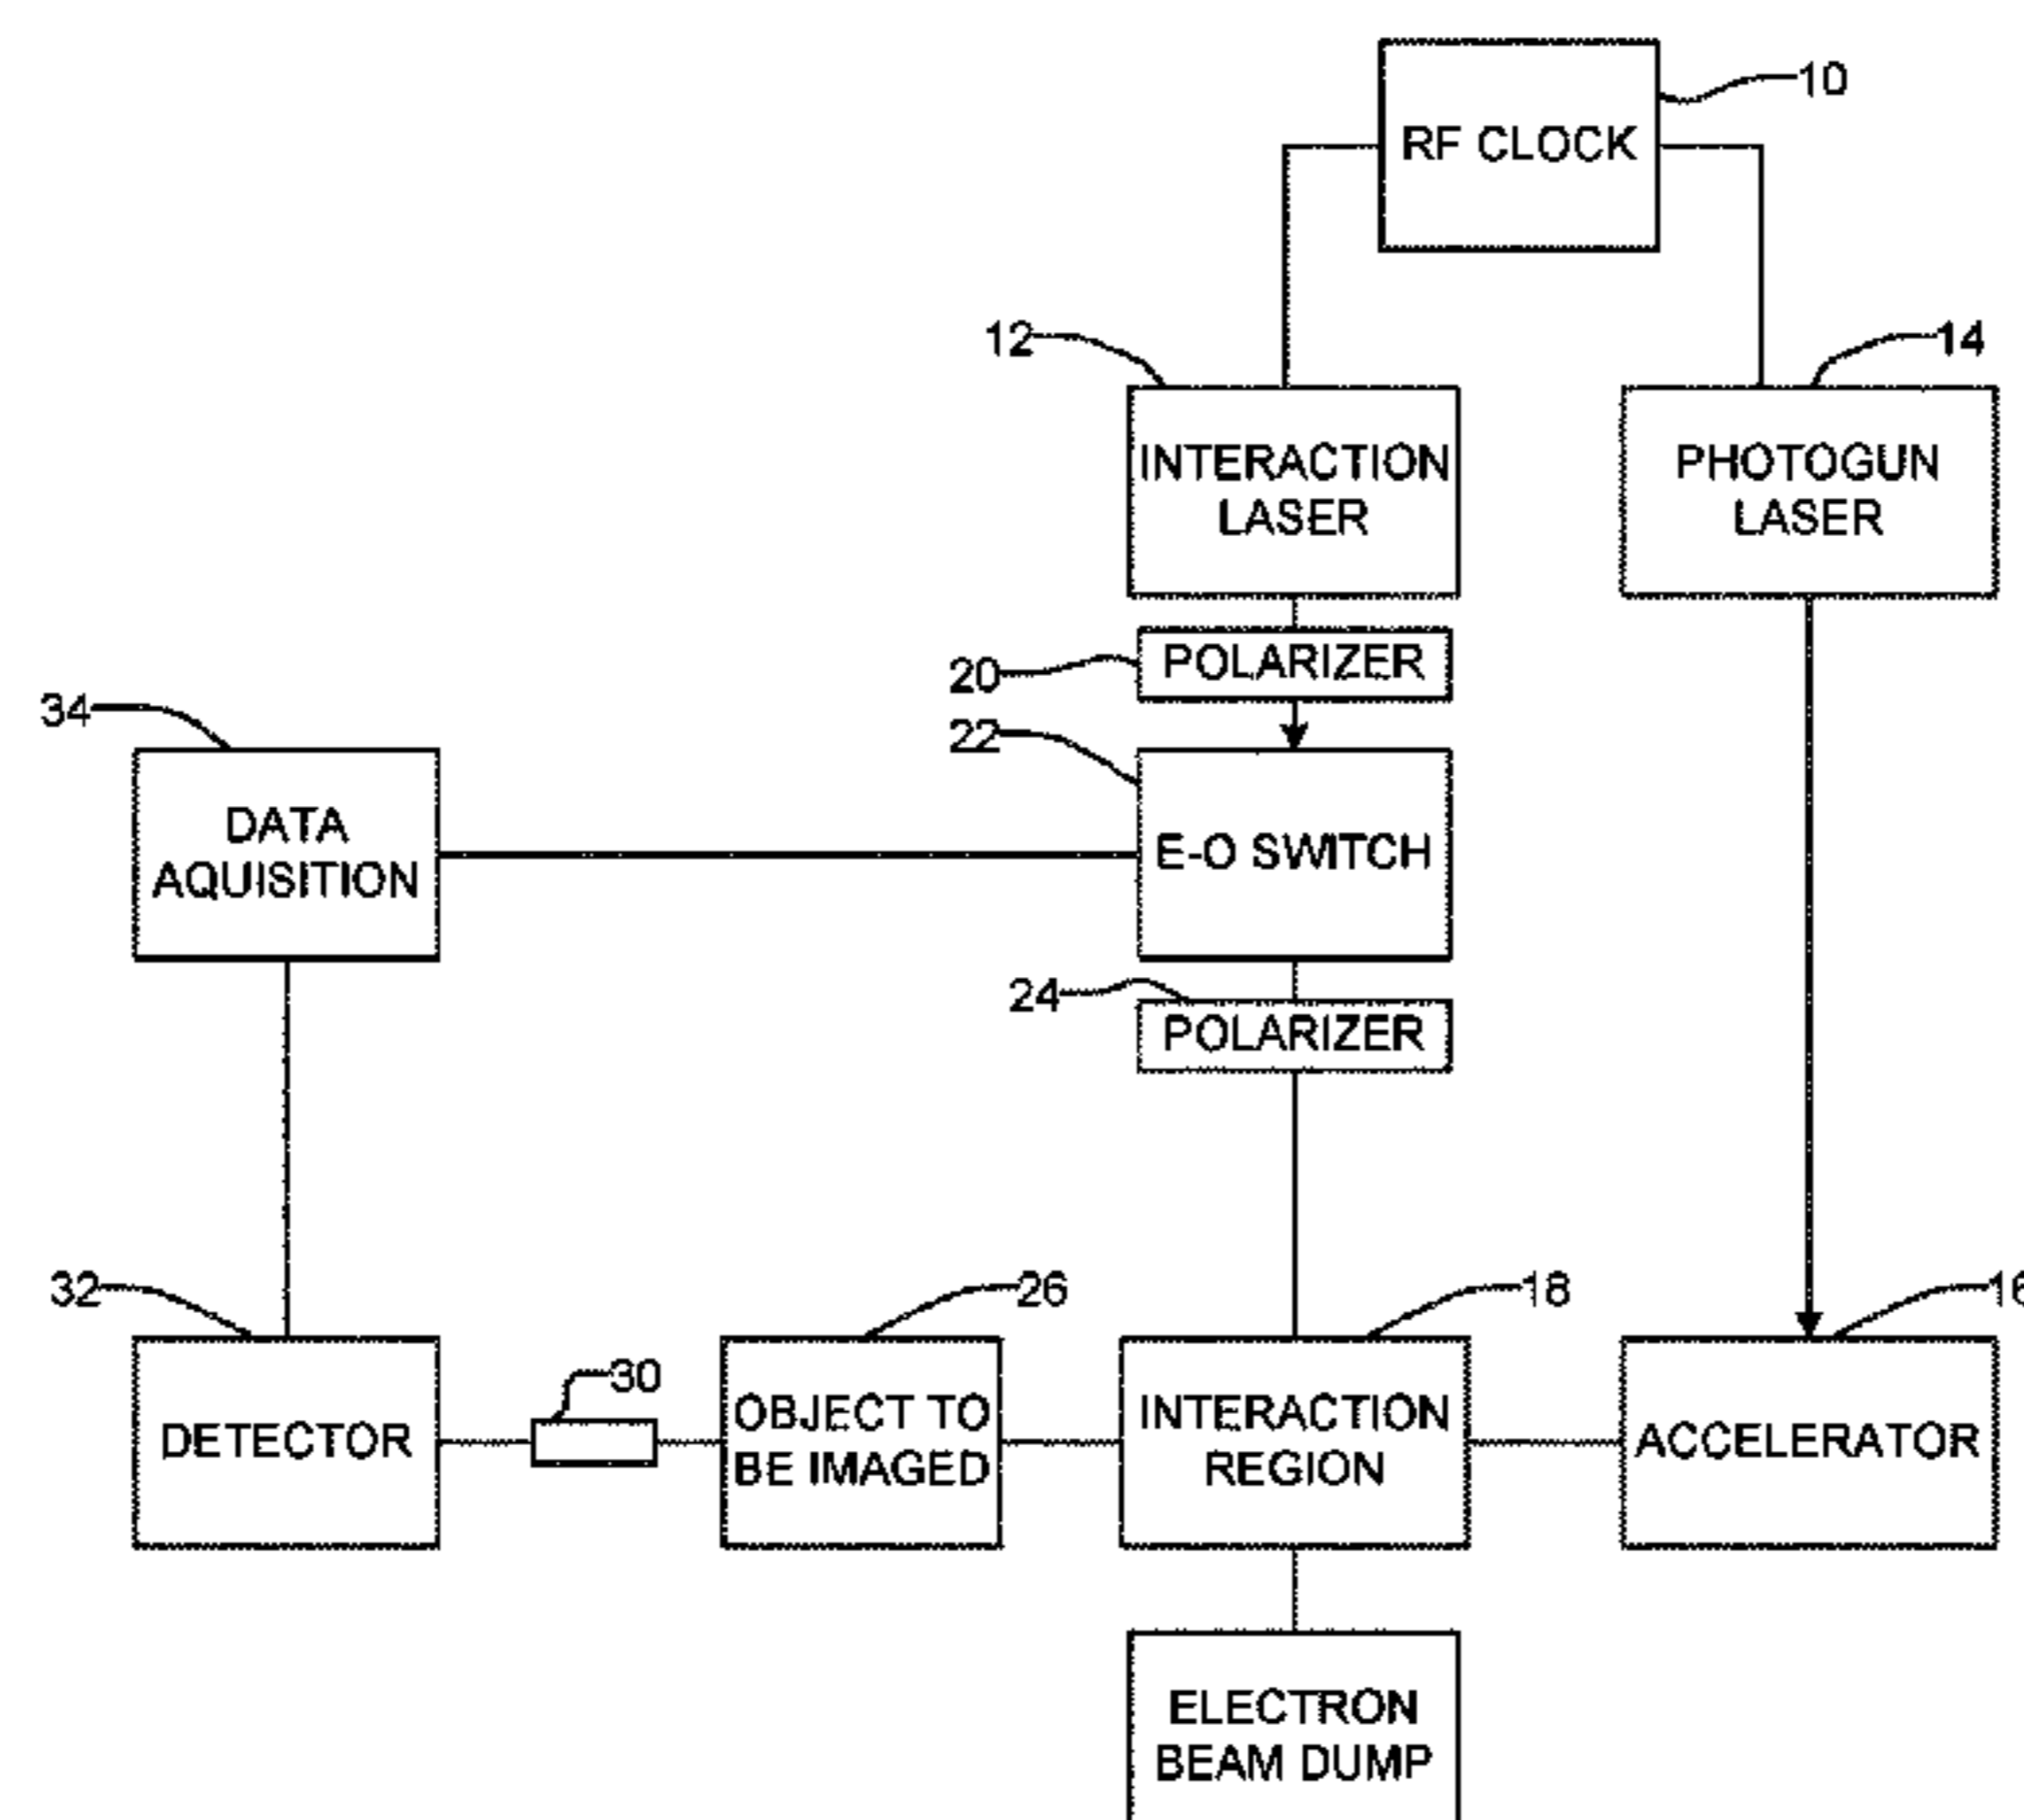 10
RF CLOCK
12
14
INTERACTION
LASER
PHOTOGUN
LASER
20
POLARIZER
34
22
DATA
AQUISITION
E-O SWITCH
24
POLARIZER
32
26
18
16
30
DETECTOR
OBJECT TO
BE IMAGED
INTERACTION
REGION
ACCELERATOR
ELECTRON
BEAM DUMP